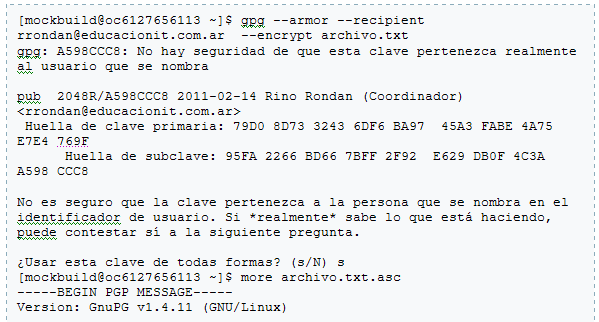 [mockbuild@oc6127656113 ~]$ gpg --armor --recipient
rrondan@educacionit.com.ar  --encrypt archivo.txt
gpg: A598CCC8: No hay seguridad de que esta clave pertenezca realmente
al usuario que se nombra
pub  2048R/A598CCC8 2011-02-14 Rino Rondan (Coordinador)
<rrondan@educacionit.com.ar>
 Huella de clave primaria: 79D0 8D73 3243 6DF6 BA97  45A3 FABE 4A75
E7E4 769F
      Huella de subclave: 95FA 2266 BD66 7BFF 2F92  E629 DB0F 4C3A
A598 CCC8
No es seguro que la clave pertenezca a la persona que se nombra en el
identificador de usuario. Si *realmente* sabe lo que está haciendo,
puede contestar sí a la siguiente pregunta.
¿Usar esta clave de todas formas? (s/N) s
[mockbuild@oc6127656113 ~]$ more archivo.txt.asc
-----BEGIN PGP MESSAGE-----
Version: GnuPG v1.4.11 (GNU/Linux)